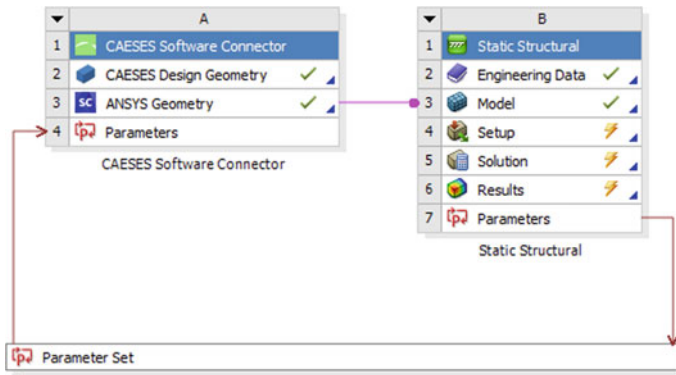 A
1 CAESES Software Connector
2 CAESES Design Geometry
3 SC ANSYS Geometry
4 Parameters
CAESES Software Connector
B
1 Static Structural
2 Engineering Data
3 Model
4 Setup
5 Solution
6 Results
7 Parameters
Static Structural
Parameter Set